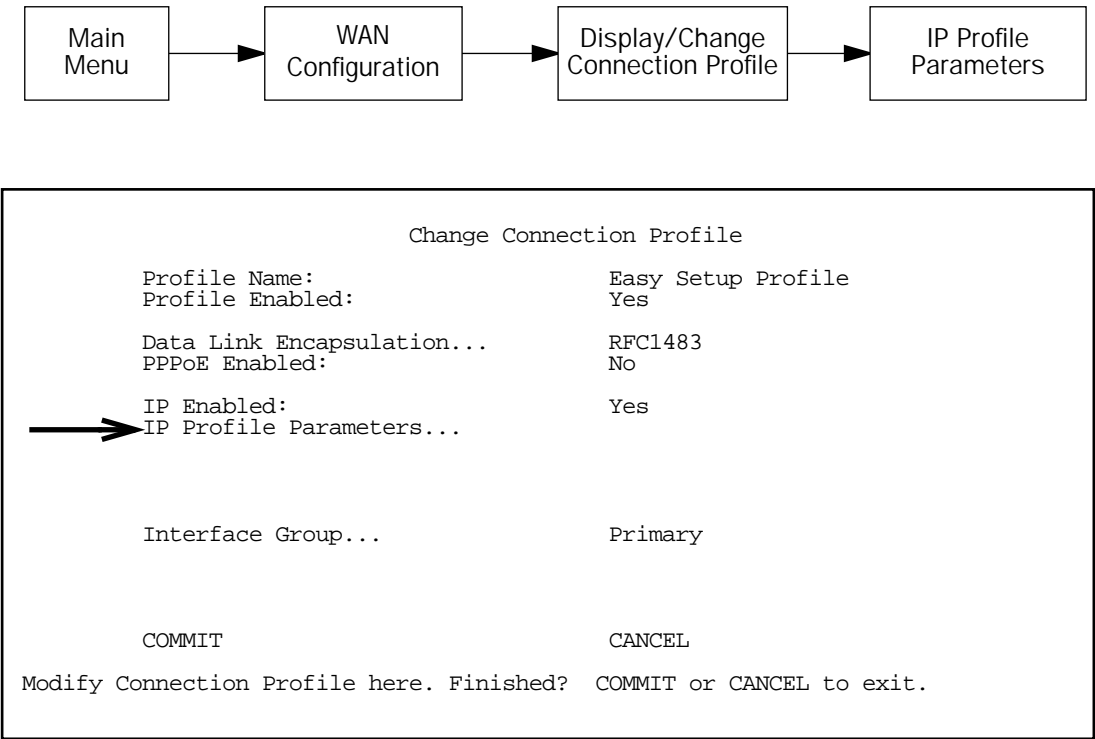 Main
Menu
WAN
Configuration
Display/Change
Connection Profile
IP Profile
Parameters
Change Connection Profile
Profile Name: Easy Setup Profile
Profile Enabled: Yes
Data Link Encapsulation... RFC1483
PPPoE Enabled: No
IP Enabled: Yes
IP Profile Parameters...
Interface Group... Primary
COMMIT CANCEL
Modify Connection Profile here. Finished? COMMIT or CANCEL to exit.